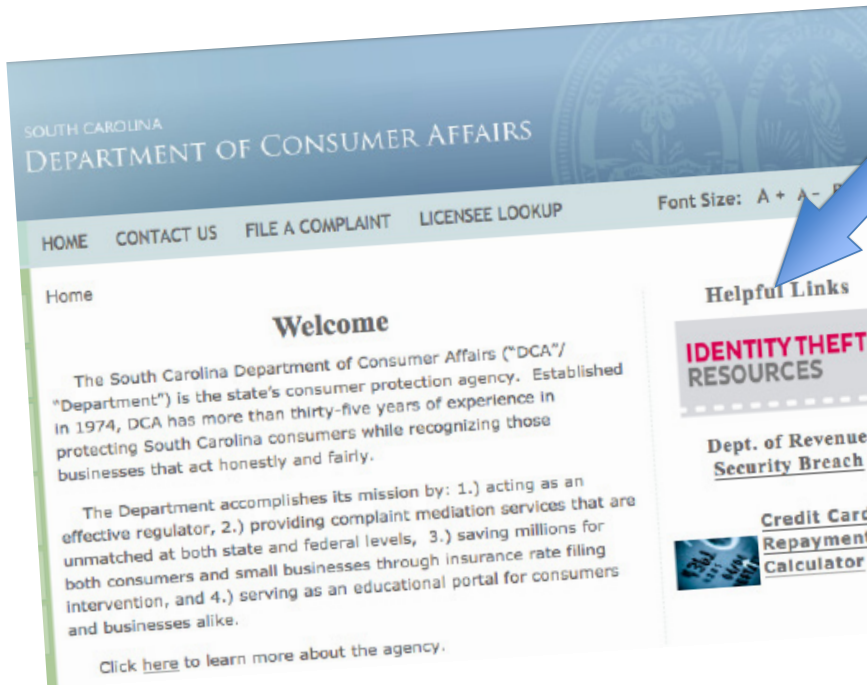 SOUTH CAROLINA
DEPARTMENT OF CONSUMER AFFAIRS
HOME CONTACT US FILE A COMPLAINT LICENSEE LOOKUP
Font Size: A + A -
Home
Welcome
The South Carolina Department of Consumer Affairs ("DCA"/
"Department") is the state's consumer protection agency. Established
in 1974, DCA has more than thirty-five years of experience in
protecting South Carolina consumers while recognizing those
businesses that act honestly and fairly.
The Department accomplishes its mission by: 1.) acting as an
effective regulator, 2.) providing complaint mediation services that are
unmatched at both state and federal levels, 3.) saving millions for
both consumers and small businesses through insurance rate filing
intervention, and 4.) serving as an educational portal for consumers
and businesses alike.
Click here to learn more about the agency.
Helpful Links
IDENTITY THEFT
RESOURCES
Dept. of Revenue
Security Breach
Credit Card
Repayment
Calculator